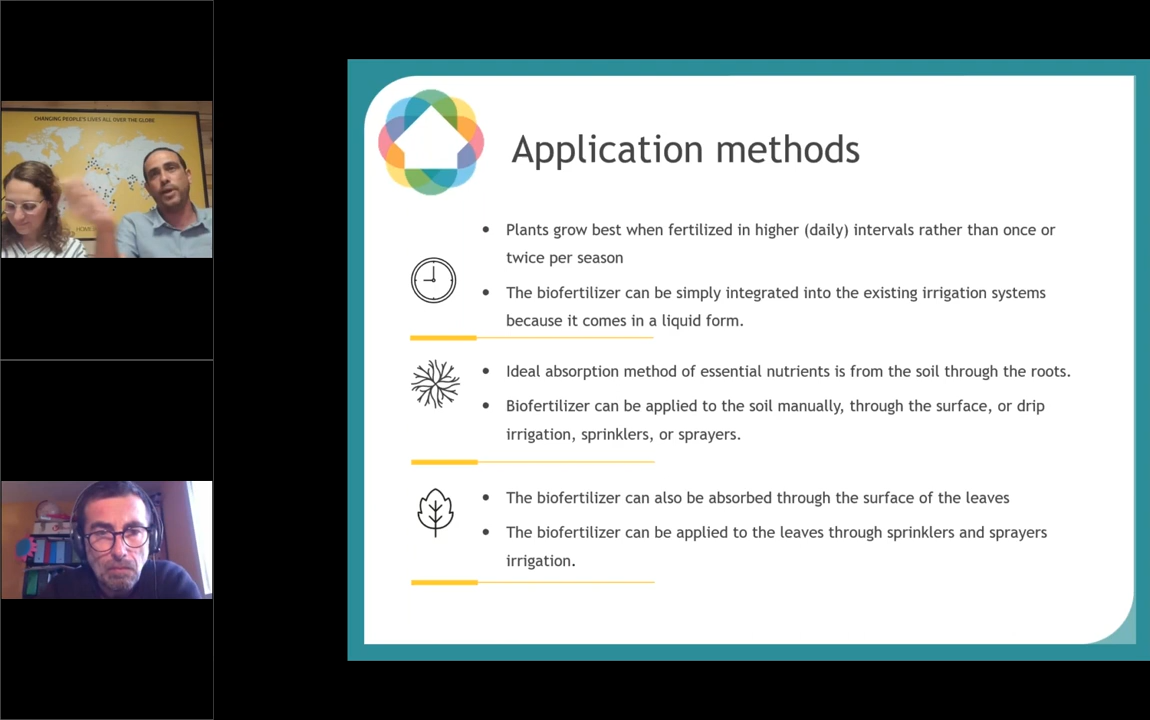 CHANGING PEOPLE'S LIVES ALL OVER THE GLOBE
Application methods
Plants grow best when fertilized in higher (daily) intervals rather than once or
twice per season
The biofertilizer can be simply integrated into the existing irrigation systems
because it comes in a liquid form.
Ideal absorption method of essential nutrients is from the soil through the roots.
Biofertilizer can be applied to the soil manually, through the surface, or drip
irrigation, sprinklers, or sprayers.
The biofertilizer can also be absorbed through the surface of the leaves
The biofertilizer can be applied to the leaves through sprinklers and sprayers
irrigation.